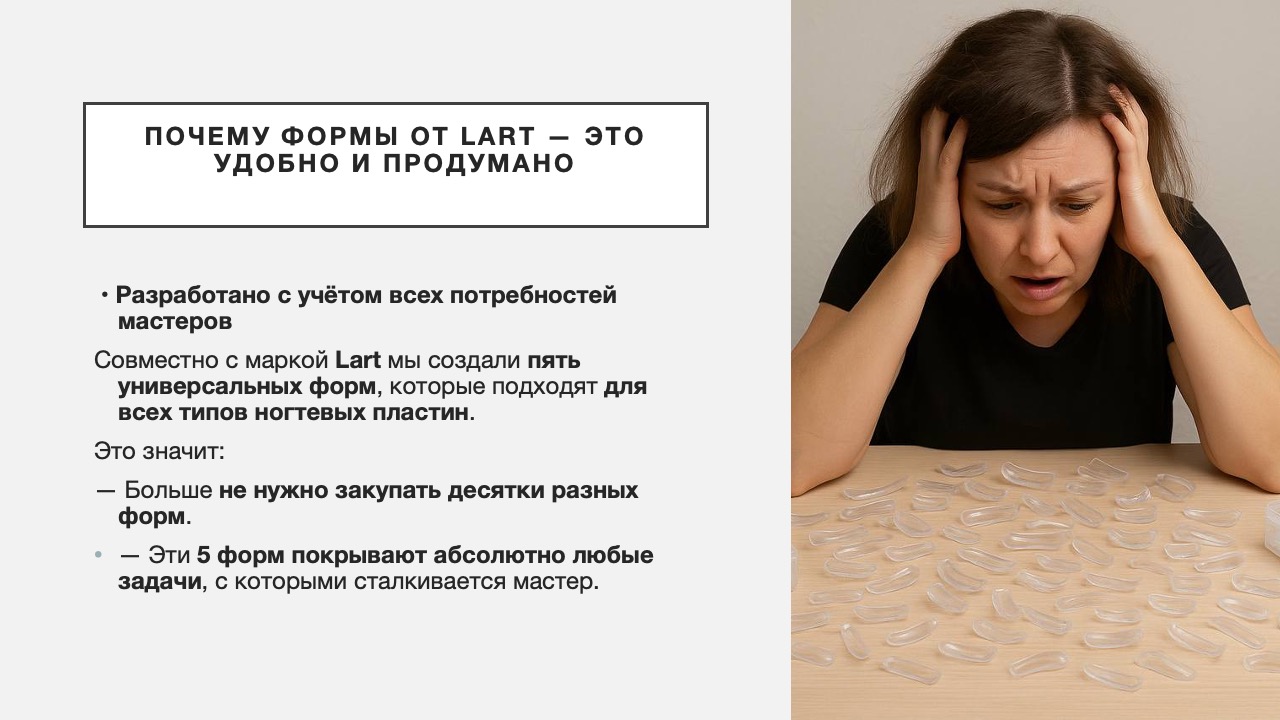 ПОЧЕМУ ФОРМЫ ОТ LART — ЭТО
УДОБНО И ПРОДУМАНО
• Разработано с учётом всех потребностей
мастеров
Совместно с маркой Lart мы создали пять
универсальных форм, которые подходят для
всех типов ногтевых пластин.
Это значит:
— Больше не нужно закупать десятки разных
форм.
• — Эти 5 форм покрывают абсолютно любые
задачи, с которыми сталкивается мастер.